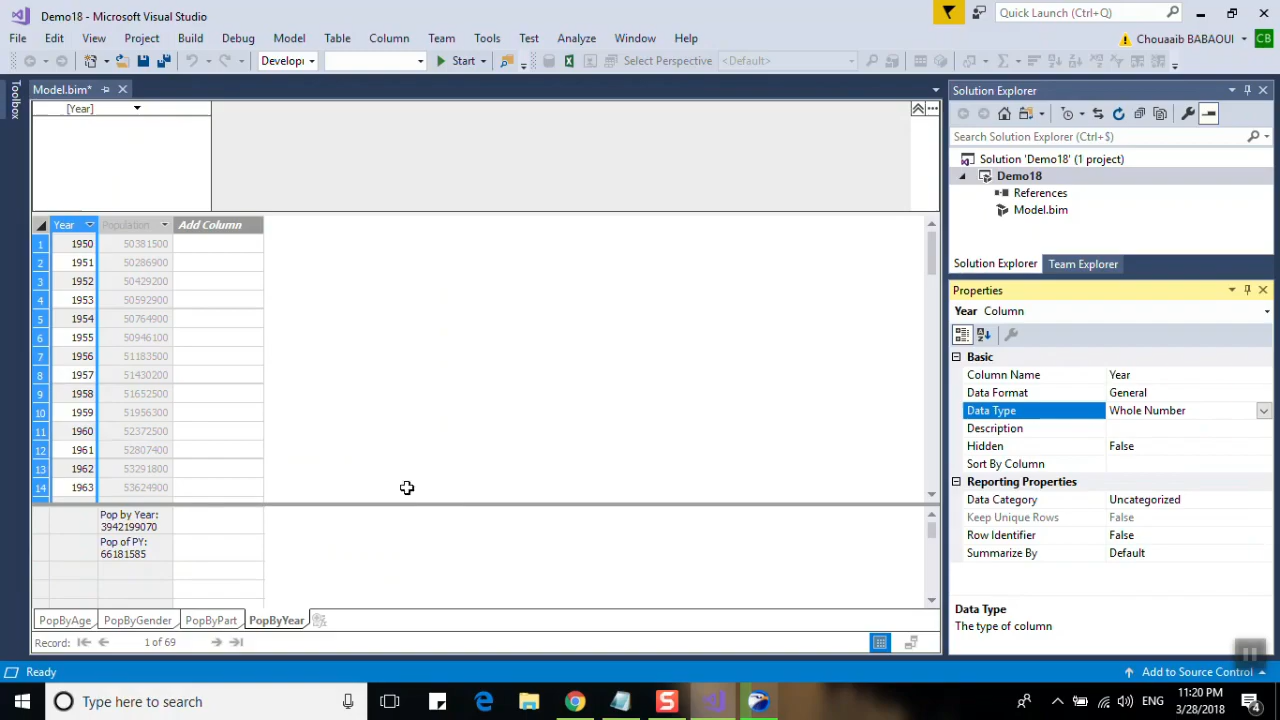 Demo18 - Microsoft Visual Studio
Quick Launch (Ctrl+Q)
File Edit View Project Build Debug Model Table Column Team Tools Test Analyze Window Help
Chouaaib BABAOUI CB
Developi Start Select Perspective <Default>
Toolbox
Model.bim*
[Year]
Year Population Add Column
1 1950 50381500
2 1951 50286900
3 1952 50429200
4 1953 50592900
5 1954 50764900
6 1955 50946100
7 1956 51183500
8 1957 51430200
9 1958 51652500
10 1959 51956300
11 1960 52372500
12 1961 52807400
13 1962 53291800
14 1963 53624900
Pop by Year:
3942199070
Pop of PY:
66181585
PopByAge PopByGender PopByPart PopByYear
Record: 1 of 69
Solution Explorer
Search Solution Explorer (Ctrl+$)
Solution 'Demo18' (1 project)
Demo18
References
Model.bim
Solution Explorer Team Explorer
Properties
Year Column
Basic
Column Name Year
Data Format General
Data Type Whole Number
Description
Hidden False
Sort By Column
Reporting Properties
Data Category Uncategorized
Keep Unique Rows False
Row Identifier False
Summarize By Default
Data Type
The type of column
Ready
Add to Source Control
Type here to search
ENG
11:20 PM
3/28/2018
4